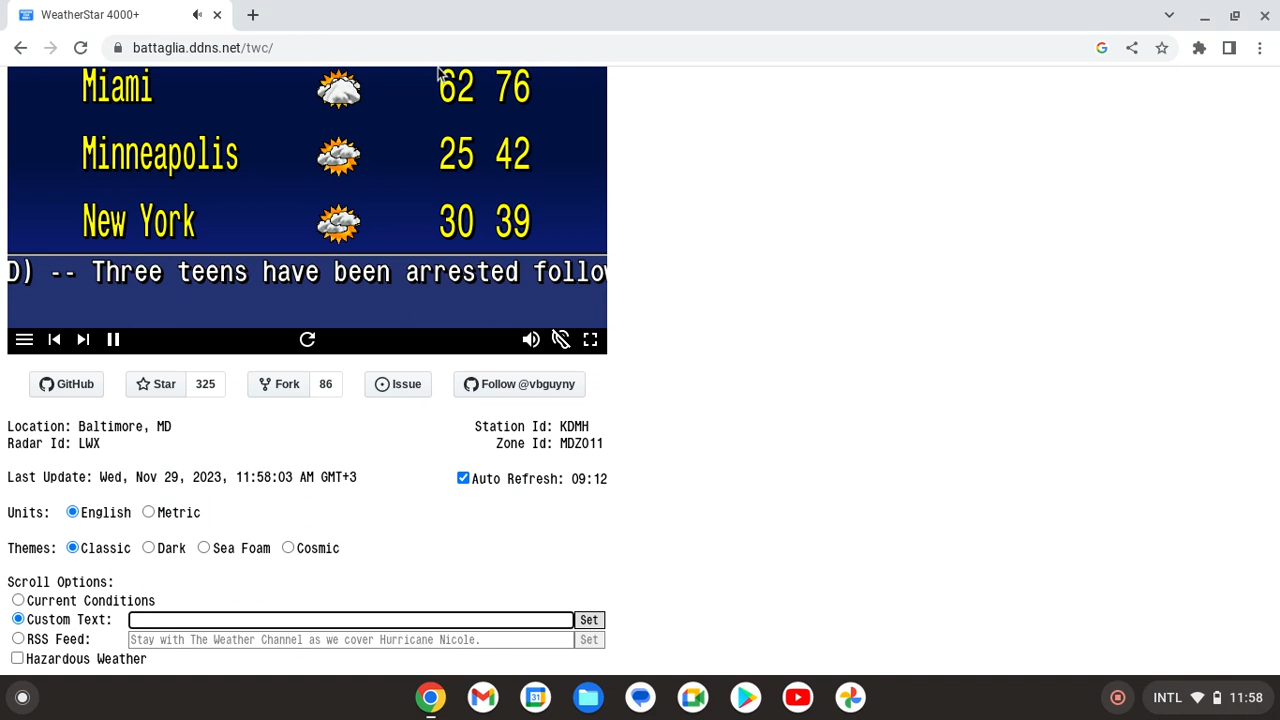 WeatherStar 4000+
battaglia.ddns.net/twc/
Miami 62 76
Minneapolis 25 42
New York 30 39
D) -- Three teens have been arrested follow
GitHub Star 325 Fork 86 Issue Follow @vbguyny
Location: Baltimore, MD Station Id: KDMH
Radar Id: LWX Zone Id: MDZ011
Last Update: Wed, Nov 29, 2023, 11:58:03 AM GMT+3 Auto Refresh: 09:12
Units: English Metric
Themes: Classic Dark Sea Foam Cosmic
Scroll Options:
Current Conditions
Custom Text: Set
RSS Feed: Stay with The Weather Channel as we cover Hurricane Nicole. Set
Hazardous Weather
INTL 11:58